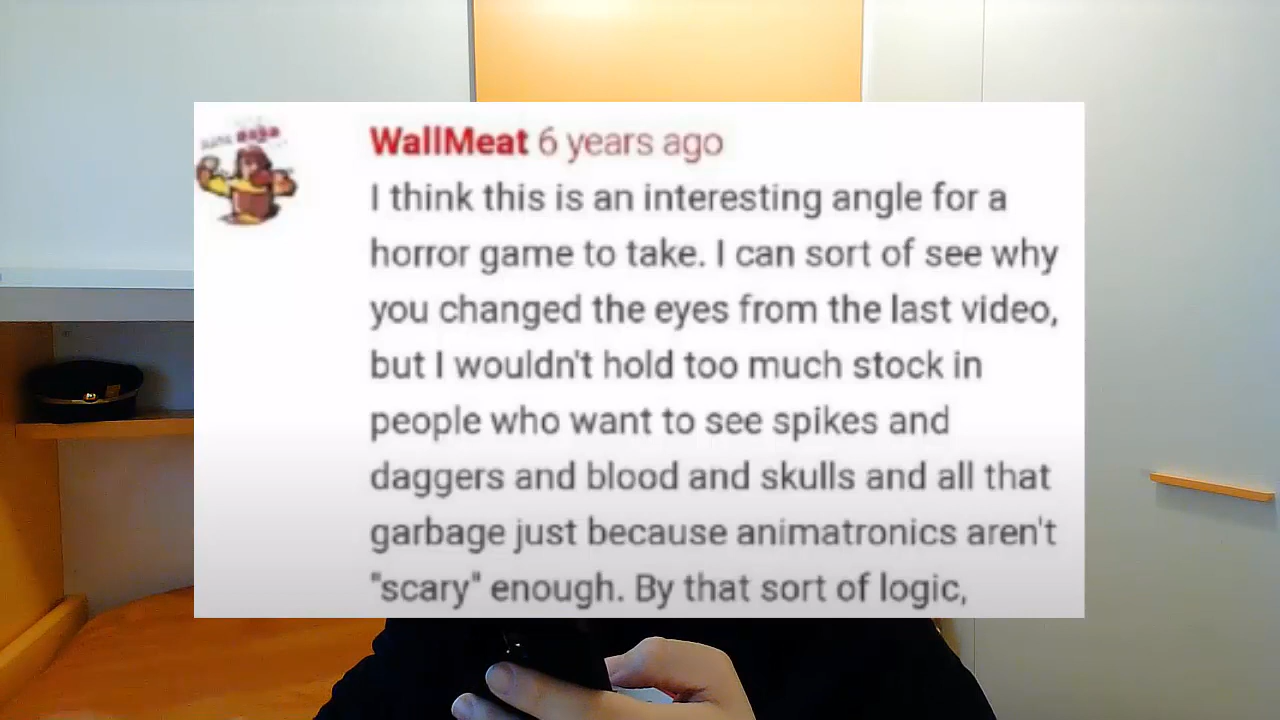 WallMeat 6 years ago
I think this is an interesting angle for a
horror game to take. I can sort of see why
you changed the eyes from the last video,
but I wouldn't hold too much stock in
people who want to see spikes and
daggers and blood and skulls and all that
garbage just because animatronics aren't
"scary" enough. By that sort of logic,